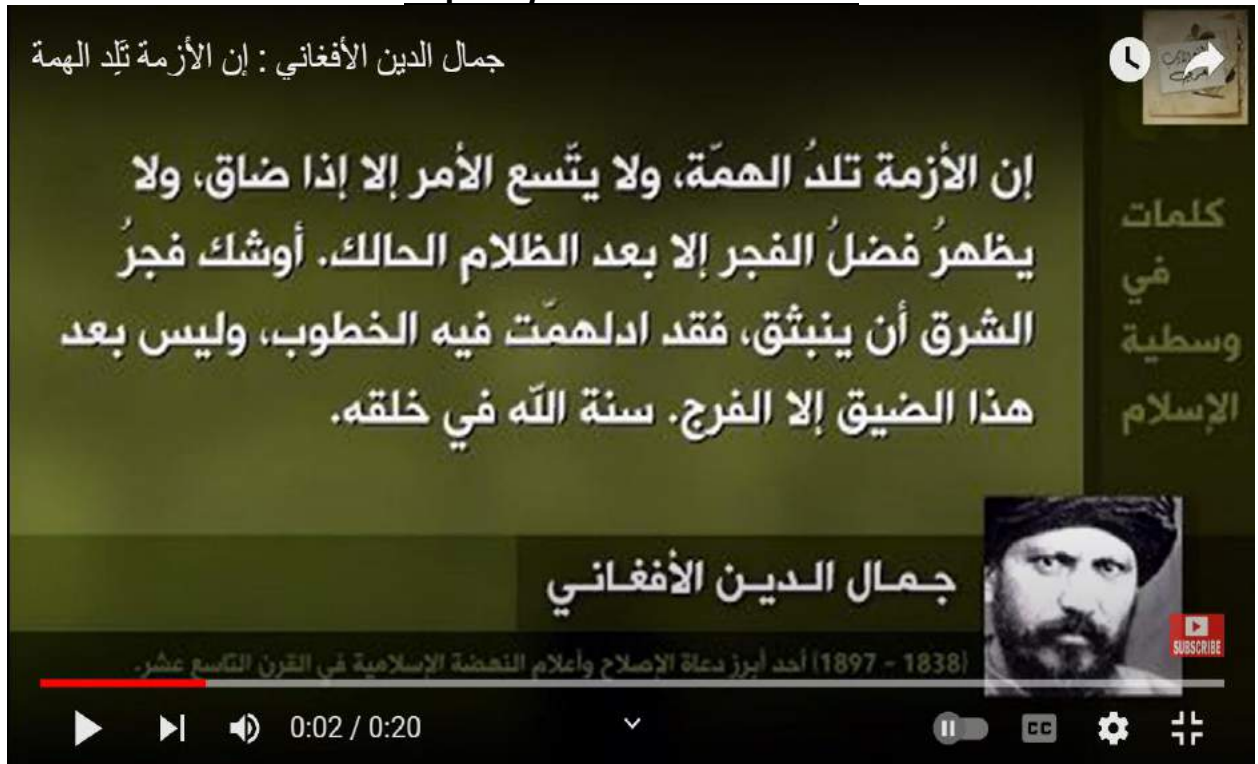 جمال الدين الأفغاني : إن الأزمة تَلِد الهمة
إن الأزمة تلدُ الهمّة، ولا يتّسع الأمر إلا إذا ضاق، ولا
يظهرُ فضلُ الفجر إلا بعد الظلام الحالك. أوشك فجرُ
الشرق أن ينبثق، فقد ادلهمّت فيه الخطوب، وليس بعد
هذا الضيق إلا الفرج. سنة الله في خلقه.
كلمات
في
وسطية
الإسلام
جـمـال الـديـن الأفـغـانـي
(1838 - 1897) أحد أبرز دعاة الإصلاح وأعلام النهضة الإسلامية في القرن التاسع عشر.
SUBSCRIBE
0:02 / 0:20
CC